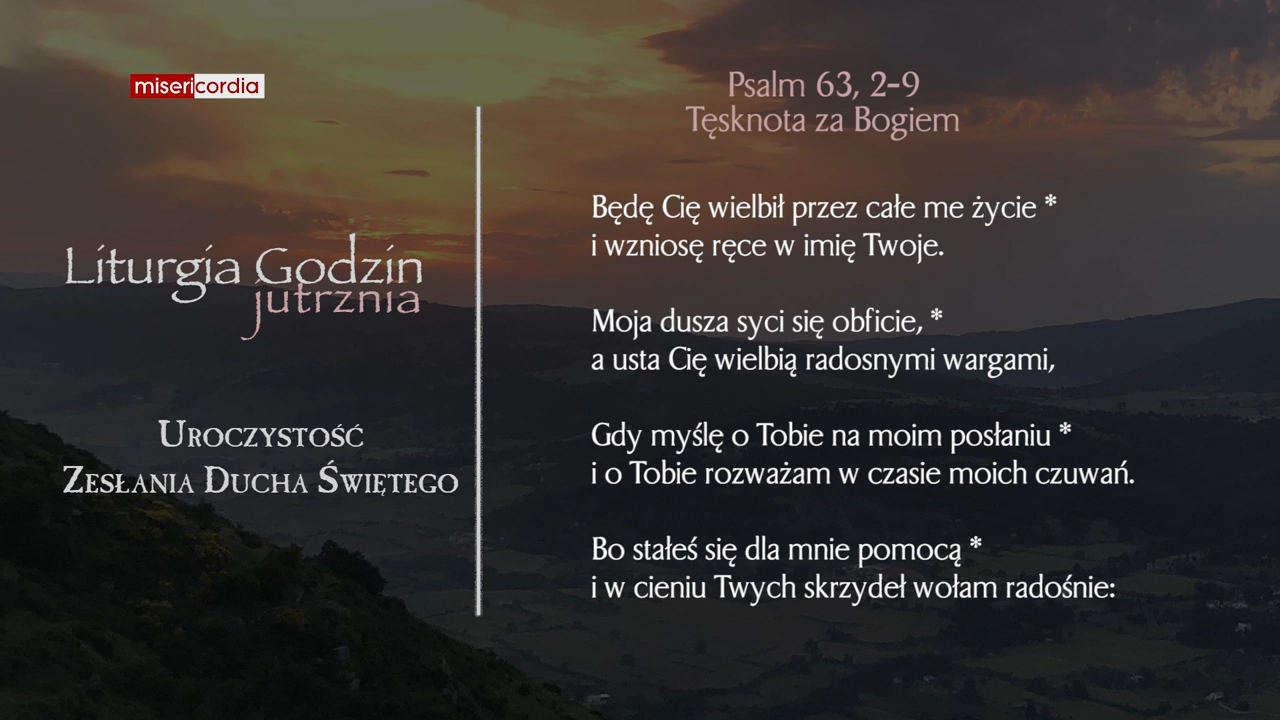 misericordia
Liturgia Godzin
jutrznia
Uroczystość
Zesłania Ducha Świętego
Psalm 63, 2-9
Tęsknota za Bogiem
Będę Cię wielbił przez całe me życie *
i wzniosę ręce w imię Twoje.
Moja dusza syci się obficie, *
a usta Cię wielbią radosnymi wargami,
Gdy myślę o Tobie na moim posłaniu *
i o Tobie rozważam w czasie moich czuwań.
Bo stałeś się dla mnie pomocą *
i w cieniu Twych skrzydeł wołam radośnie: